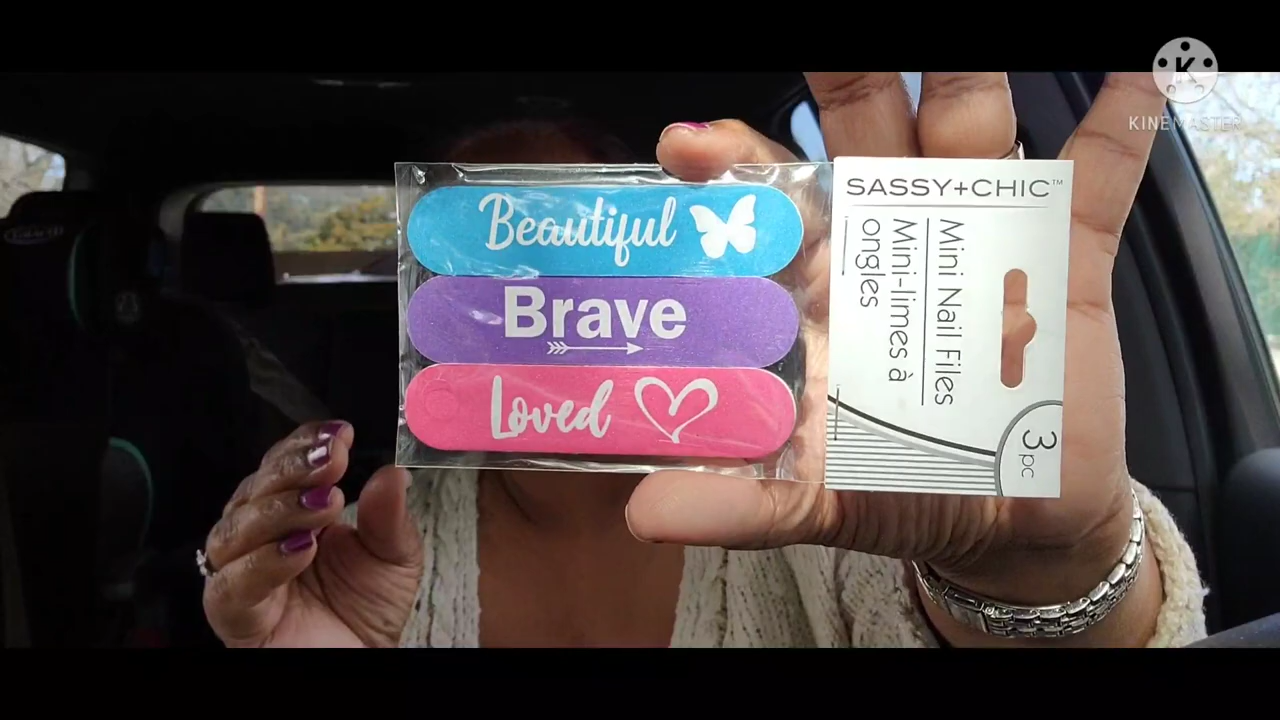 Beautiful
Brave
Loved
SASSY+CHIC™
Mini Nail Files
Mini-limes à
ongles
3 pc
K
KINEMASTER